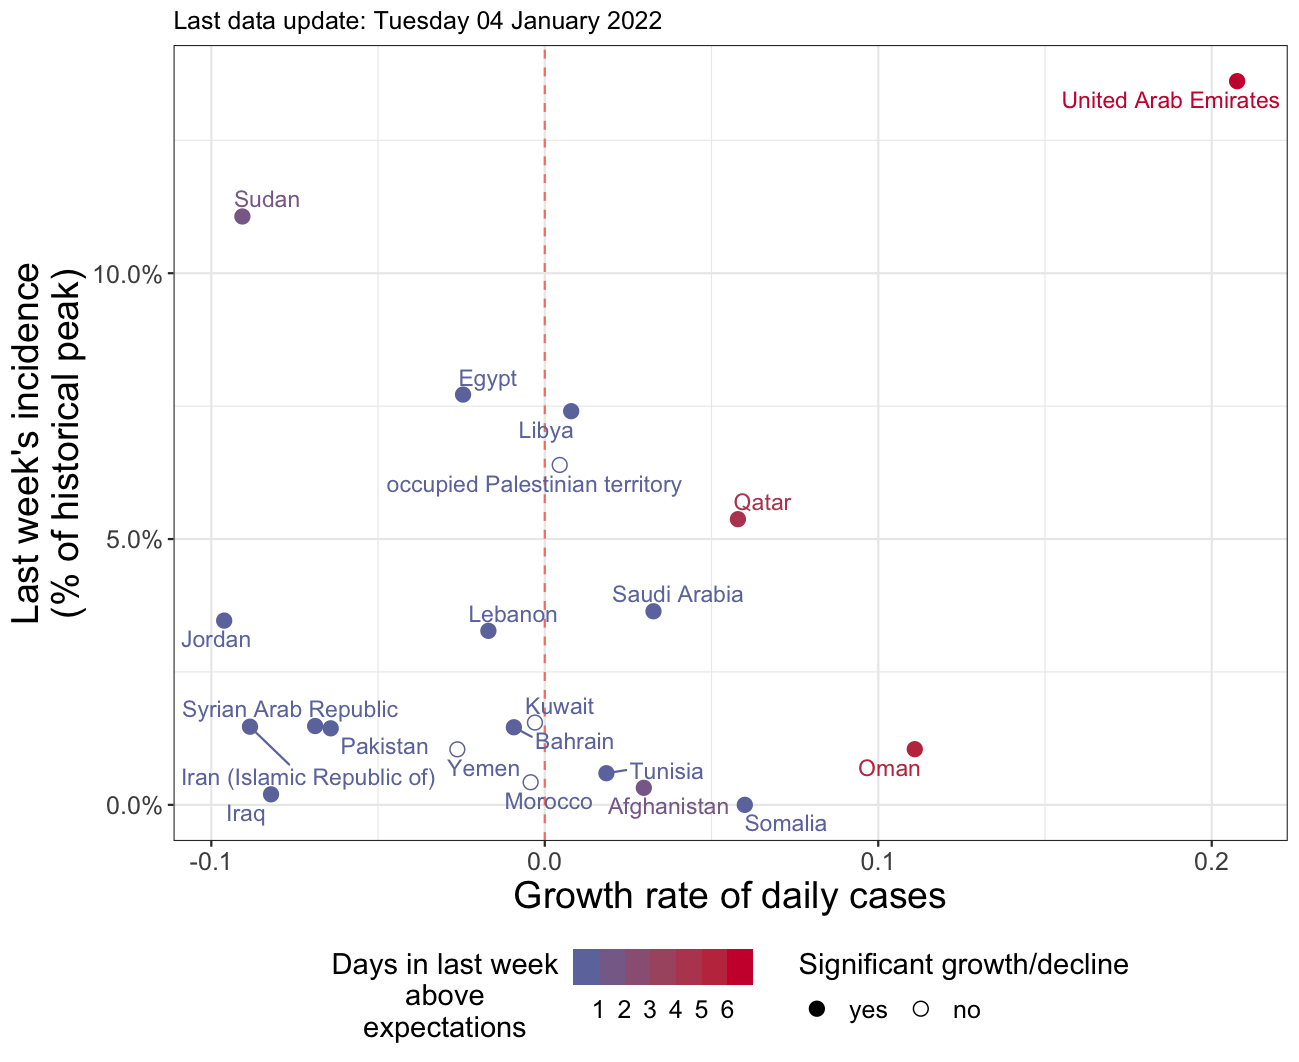 Last data update: Tuesday 04 January 2022
United Arab Emirates
Sudan
10.0%
Egypt
Libya
occupied Palestinian territory
Qatar
5.0%
Saudi Arabia
Lebanon
Jordan
Kuwait
Syrian Arab Republic
Bahrain
Pakistan
Yemen
Oman
Tunisia
Iran (Islamic Republic of)
Morocco
Afghanistan
0.0%
Iraq
Somalia
Last week's incidence
(% of historical peak)
-0.1 0.0 0.1 0.2
Growth rate of daily cases
Days in last week
above
expectations
1 2 3 4 5 6
Significant growth/decline
yes no